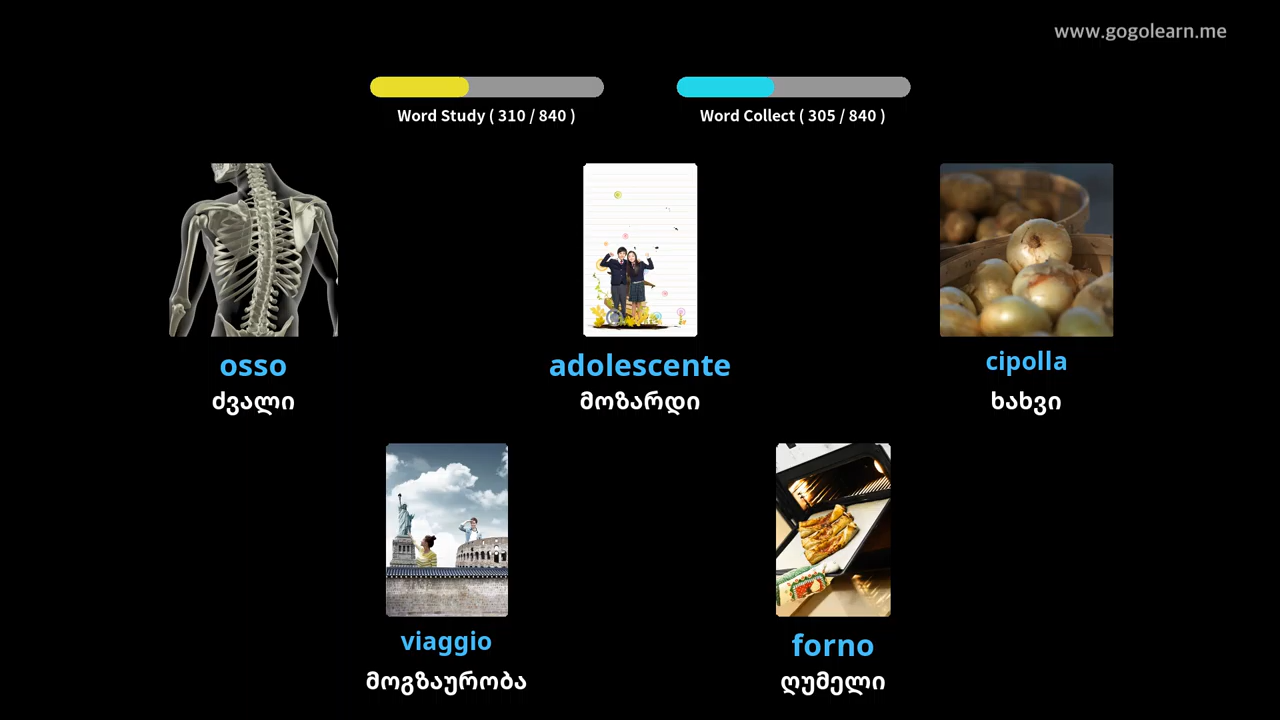 www.gogolearn.me
Word Study ( 310 / 840 )
Word Collect ( 305 / 840 )
osso
ძვალი
adolescente
მოზარდი
cipolla
ხახვი
viaggio
მოგზაურობა
forno
ღუმელი